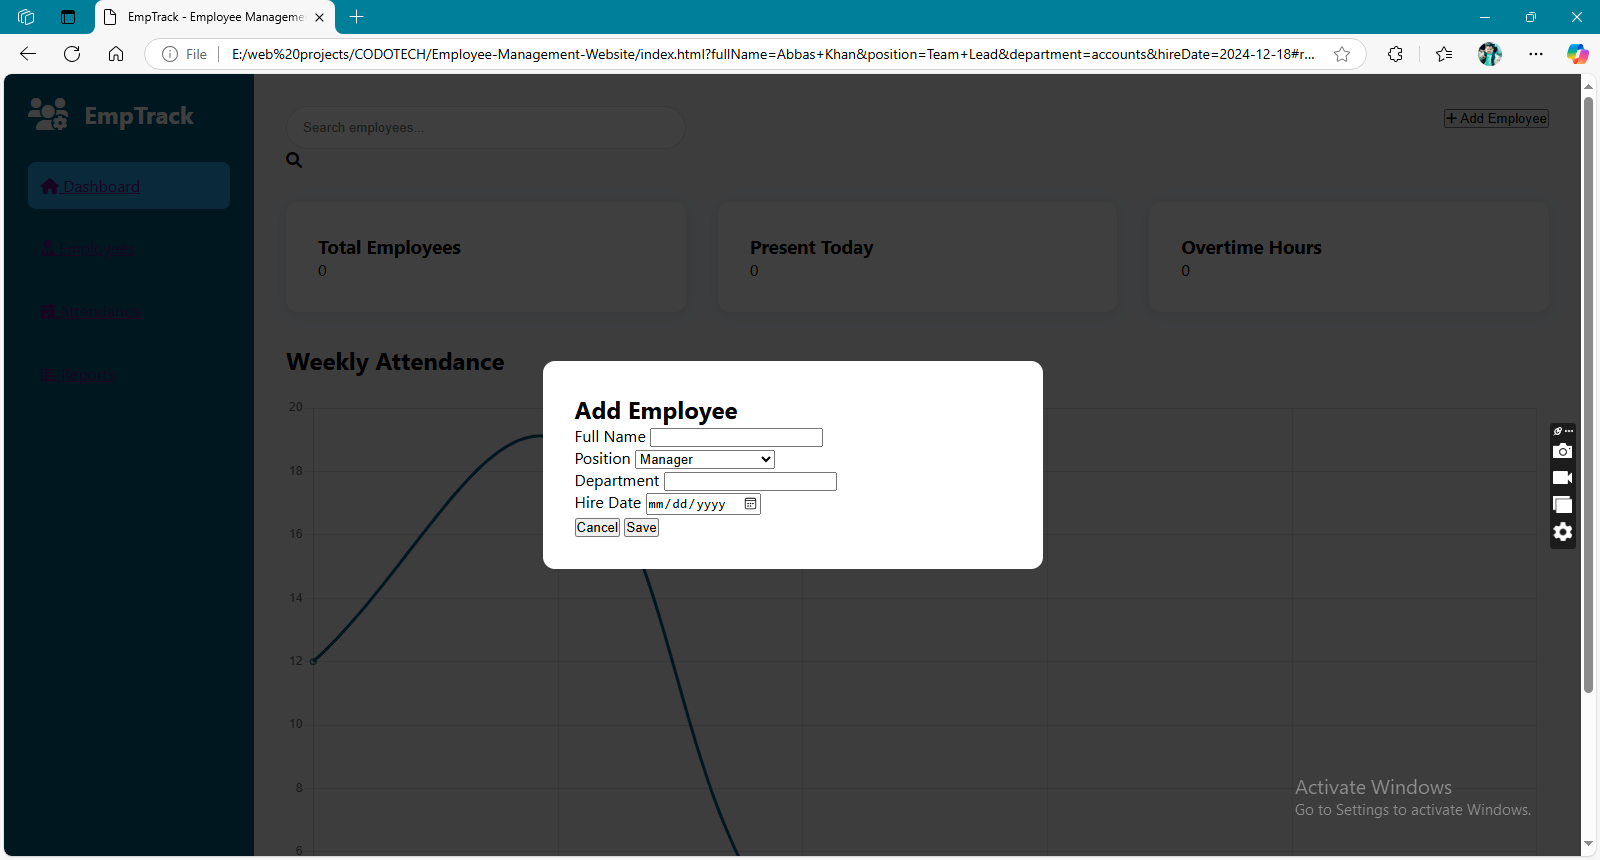 EmpTrack - Employee Manageme
File
E:/web%20projects/CODOTECH/Employee-Management-Website/index.html?fullName=Abbas+Khan&position=Team+Lead&department=accounts&hireDate=2024-12-18#r...
EmpTrack
Dashboard
Employees
Attendance
Reports
Search employees...
Add Employee
Total Employees
0
Present Today
0
Overtime Hours
0
Weekly Attendance
20
18
16
14
12
10
8
6
Add Employee
Full Name
Position Manager
Department
Hire Date mm/dd/yyyy
Cancel Save
Activate Windows
Go to Settings to activate Windows.